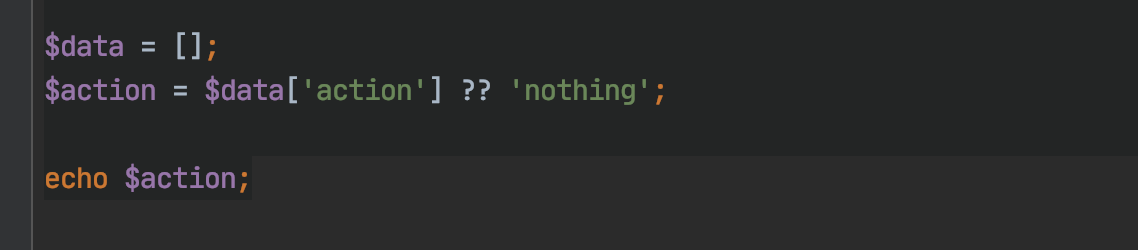 $data = [];
$action = $data['action'] ?? 'nothing';
echo $action;